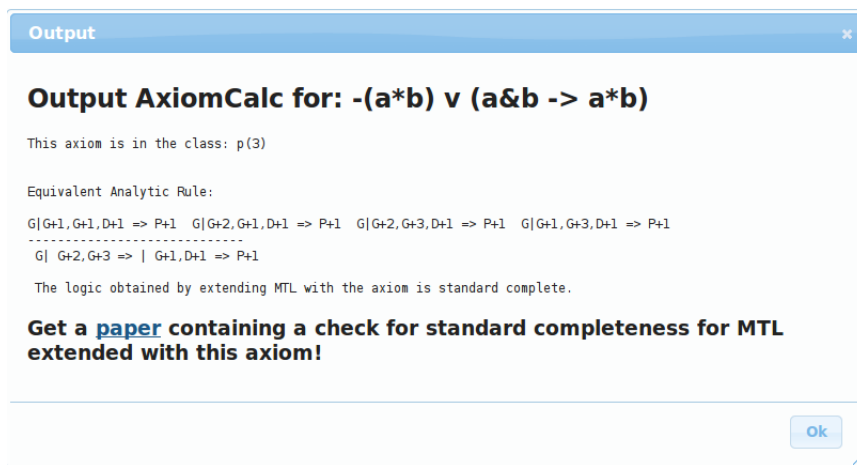 Output
×
Output AxiomCalc for: -(a*b) v (a&b -> a*b)
This axiom is in the class: p(3)
Equivalent Analytic Rule:
G|G+1,G+1,D+1 => P+1  G|G+2,G+1,D+1 => P+1  G|G+2,G+3,D+1 => P+1  G|G+1,G+3,D+1 => P+1
-----------------------------
G| G+2,G+3 => | G+1,D+1 => P+1
The logic obtained by extending MTL with the axiom is standard complete.
Get a paper containing a check for standard completeness for MTL
extended with this axiom!
Ok